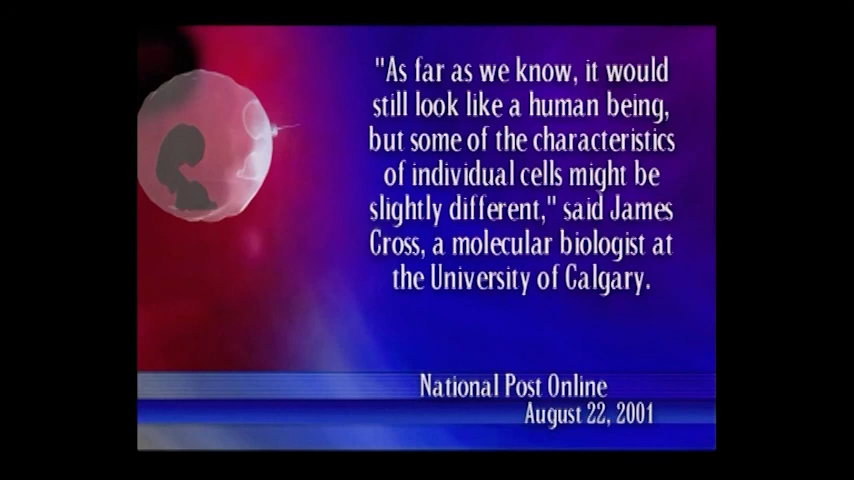 "As far as we know, it would
still look like a human being,
but some of the characteristics
of individual cells might be
slightly different," said James
Cross, a molecular biologist at
the University of Calgary.
National Post Online
August 22, 2001